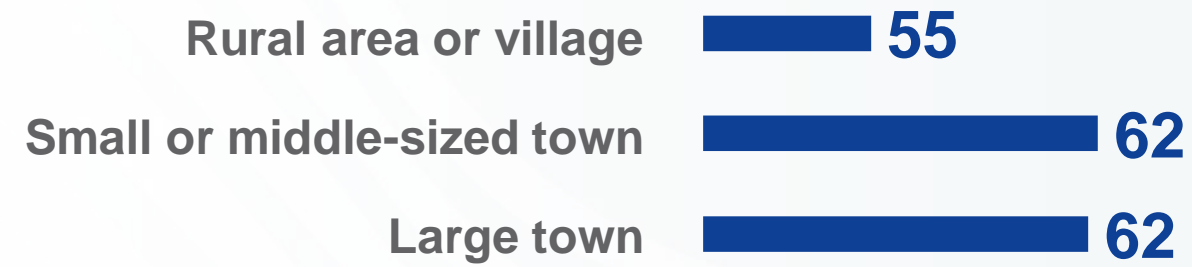 Rural area or village 55
Small or middle-sized town 62
Large town 62